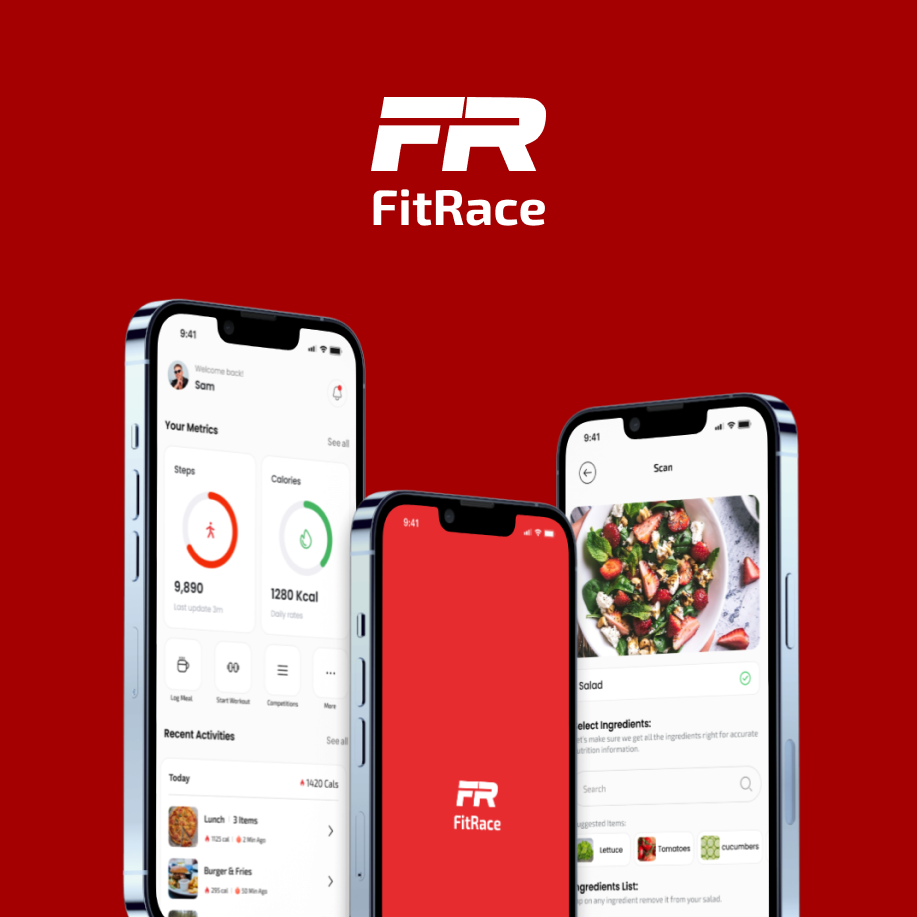 FR
FitRace
9:41
Welcome back!
Sam
Your Metrics
See all
Steps
9,890
Last update 3m
Calories
1280 Kcal
Daily rates
Log Meal
Start Workout
Competitions
More
Recent Activities
See all
Today
1420 Cals
Lunch | 3 Items
1125 cal | 2 Min Ago
Burger & Fries
295 cal | 50 Min Ago
9:41
FR
FitRace
9:41
Scan
Salad
elect Ingredients:
et's make sure we get all the ingredients right for accurate
utrition information.
Search
uggested Items:
Lettuce
Tomatoes
cucumbers
ngredients List:
p on any ingredient remove it from your salad.